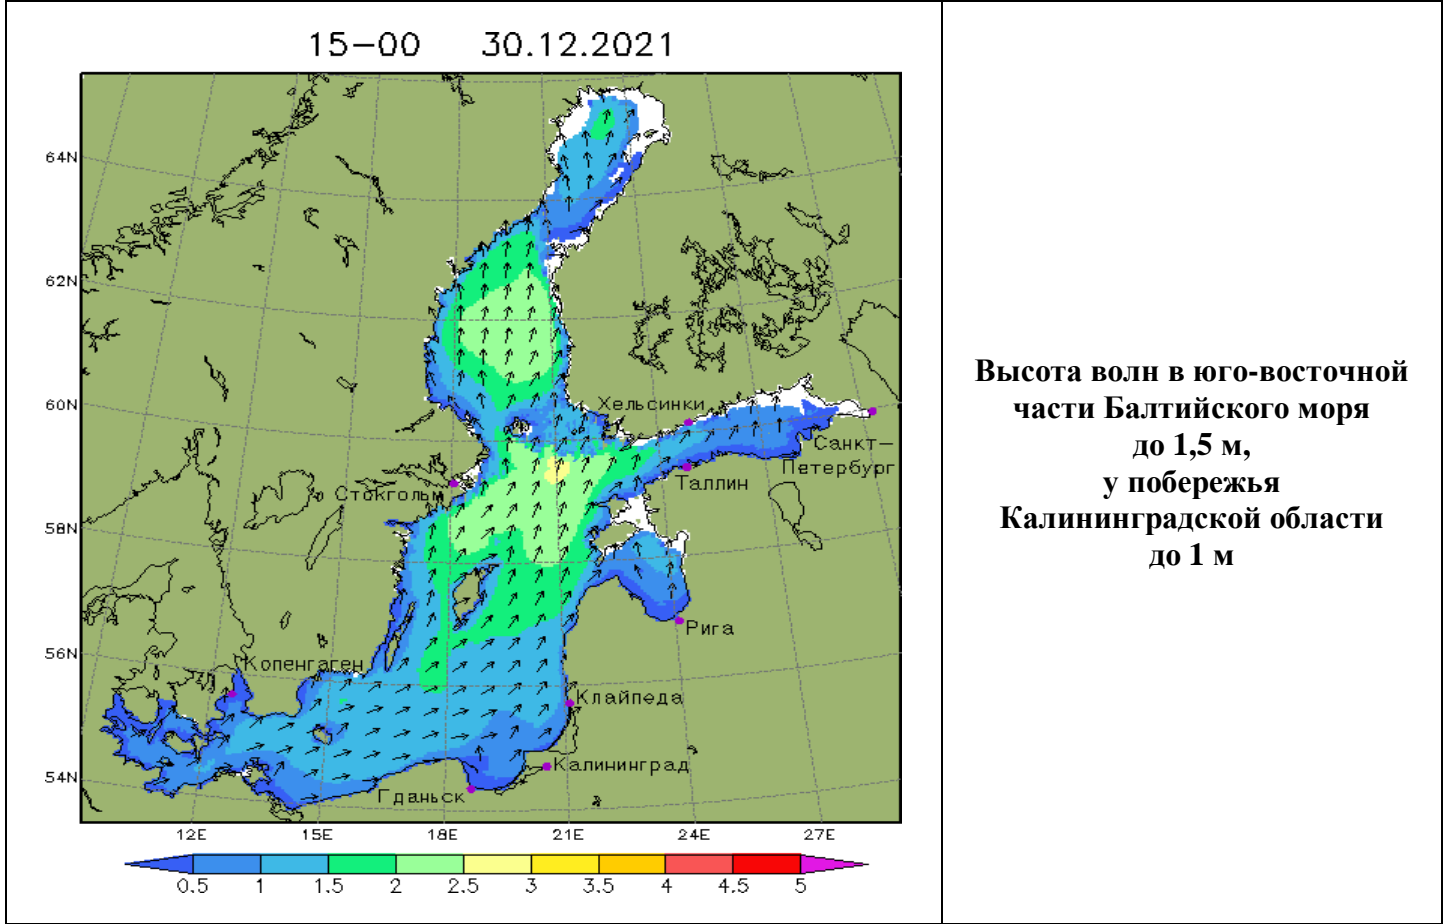 15-00 30.12.2021
64N
62N
60N
58N
56N
54N
Хельсинки
Санкт-
Петербург
Таллин
Стокгольм
Рига
Копенгаген
Клайпеда
Калининград
Гданьск
12E 15E 18E 21E 24E 27E
0.5 1 1.5 2 2.5 3 3.5 4 4.5 5
Высота волн в юго-восточной
части Балтийского моря
до 1,5 м,
у побережья
Калининградской области
до 1 м